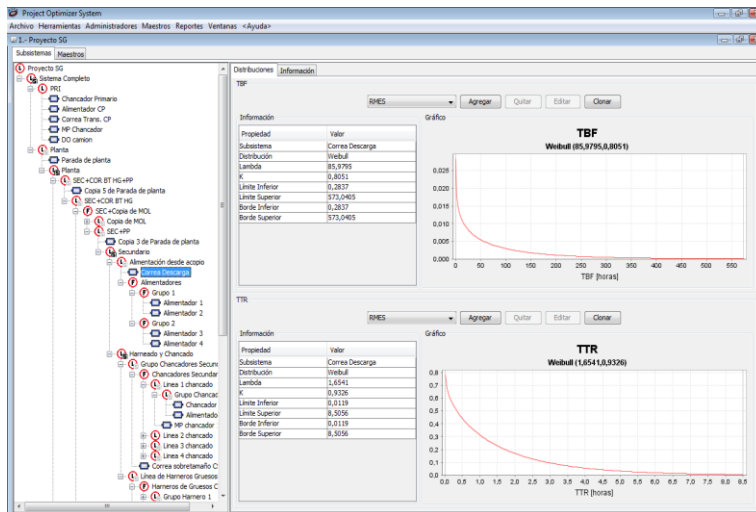 Project Optimizer System
Archivo Herramientas Administradores Maestros Reportes Ventanas <Ayuda>
1.- Proyecto SG
Subsistemas Maestros
Proyecto SG
Sistema Completo
PRI
Chancador Primario
Alimentador CP
Correa Trans. CP
MP Chancador
DO camion
Planta
Parada de planta
Planta
SEC+COR BT HG+PP
Copia 5 de Parada de planta
SEC+COR BT HG
SEC+Copia de MOL
Copia de MOL
SEC+PP
Copia 3 de Parada de planta
Secundario
Alimentación desde acopio
Correa Descarga
Alimentadores
Grupo 1
Alimentador 1
Alimentador 2
Grupo 2
Alimentador 3
Alimentador 4
Harneado y Chancado
Grupo Chancadores Secun
Chancadores Secundar
Linea 1 chancado
Grupo Chancac
Chancador
Alimentado
MP chancador
Linea 2 chancado
Linea 3 chancado
Linea 4 chancado
Correa sobretamaño C
Línea de Harneros Gruesos
Harneros de Gruesos C
Grupo Harnero 1
Distribuciones Información
TBF
RMES Agregar Quitar Editar Clonar
Información
Propiedad Valor
Subsistema Correa Descarga
Distribución Weibull
Lambda 85,9795
K 0,8051
Límite Inferior 0,2837
Límite Superior 573,0405
Borde Inferior 0,2837
Borde Superior 573,0405
Gráfico
TBF
Weibull (85,9795,0,8051)
0,025
0,020
0,015
0,010
0,005
0,000
0 50 100 150 200 250 300 350 400 450 500 550
TBF [horas]
TTR
RMES Agregar Quitar Editar Clonar
Información
Propiedad Valor
Subsistema Correa Descarga
Distribución Weibull
Lambda 1,6541
K 0,9326
Límite Inferior 0,0119
Límite Superior 8,5056
Borde Inferior 0,0119
Borde Superior 8,5056
Gráfico
TTR
Weibull (1,6541,0,9326)
0,8
0,7
0,6
0,5
0,4
0,3
0,2
0,1
0,0
0,0 0,5 1,0 1,5 2,0 2,5 3,0 3,5 4,0 4,5 5,0 5,5 6,0 6,5 7,0 7,5 8,0 8,5
TTR [horas]